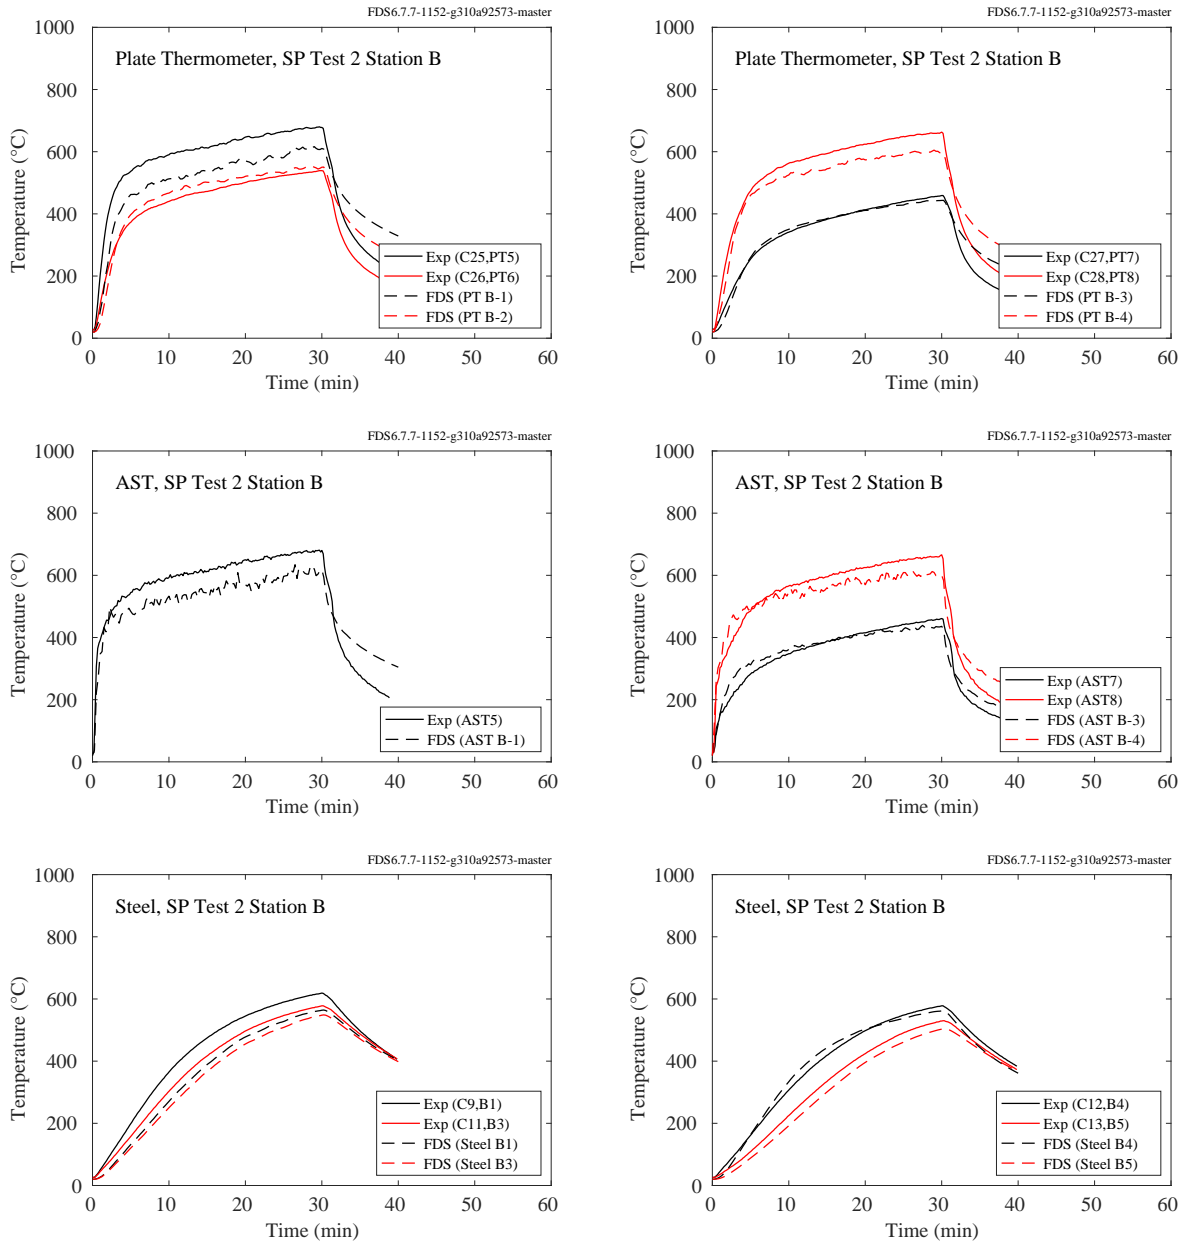 FDS6.7.7-1152-g310a92573-master
Plate Thermometer, SP Test 2 Station B
Temperature (°C)
1000
800
600
400
200
0
Exp (C25,PT5)
Exp (C26,PT6)
FDS (PT B-1)
FDS (PT B-2)
0 10 20 30 40 50 60
Time (min)
FDS6.7.7-1152-g310a92573-master
Plate Thermometer, SP Test 2 Station B
Temperature (°C)
1000
800
600
400
200
0
Exp (C27,PT7)
Exp (C28,PT8)
FDS (PT B-3)
FDS (PT B-4)
0 10 20 30 40 50 60
Time (min)
FDS6.7.7-1152-g310a92573-master
AST, SP Test 2 Station B
Temperature (°C)
1000
800
600
400
200
0
Exp (AST5)
FDS (AST B-1)
0 10 20 30 40 50 60
Time (min)
FDS6.7.7-1152-g310a92573-master
AST, SP Test 2 Station B
Temperature (°C)
1000
800
600
400
200
0
Exp (AST7)
Exp (AST8)
FDS (AST B-3)
FDS (AST B-4)
0 10 20 30 40 50 60
Time (min)
FDS6.7.7-1152-g310a92573-master
Steel, SP Test 2 Station B
Temperature (°C)
1000
800
600
400
200
0
Exp (C9,B1)
Exp (C11,B3)
FDS (Steel B1)
FDS (Steel B3)
0 10 20 30 40 50 60
Time (min)
FDS6.7.7-1152-g310a92573-master
Steel, SP Test 2 Station B
Temperature (°C)
1000
800
600
400
200
0
Exp (C12,B4)
Exp (C13,B5)
FDS (Steel B4)
FDS (Steel B5)
0 10 20 30 40 50 60
Time (min)